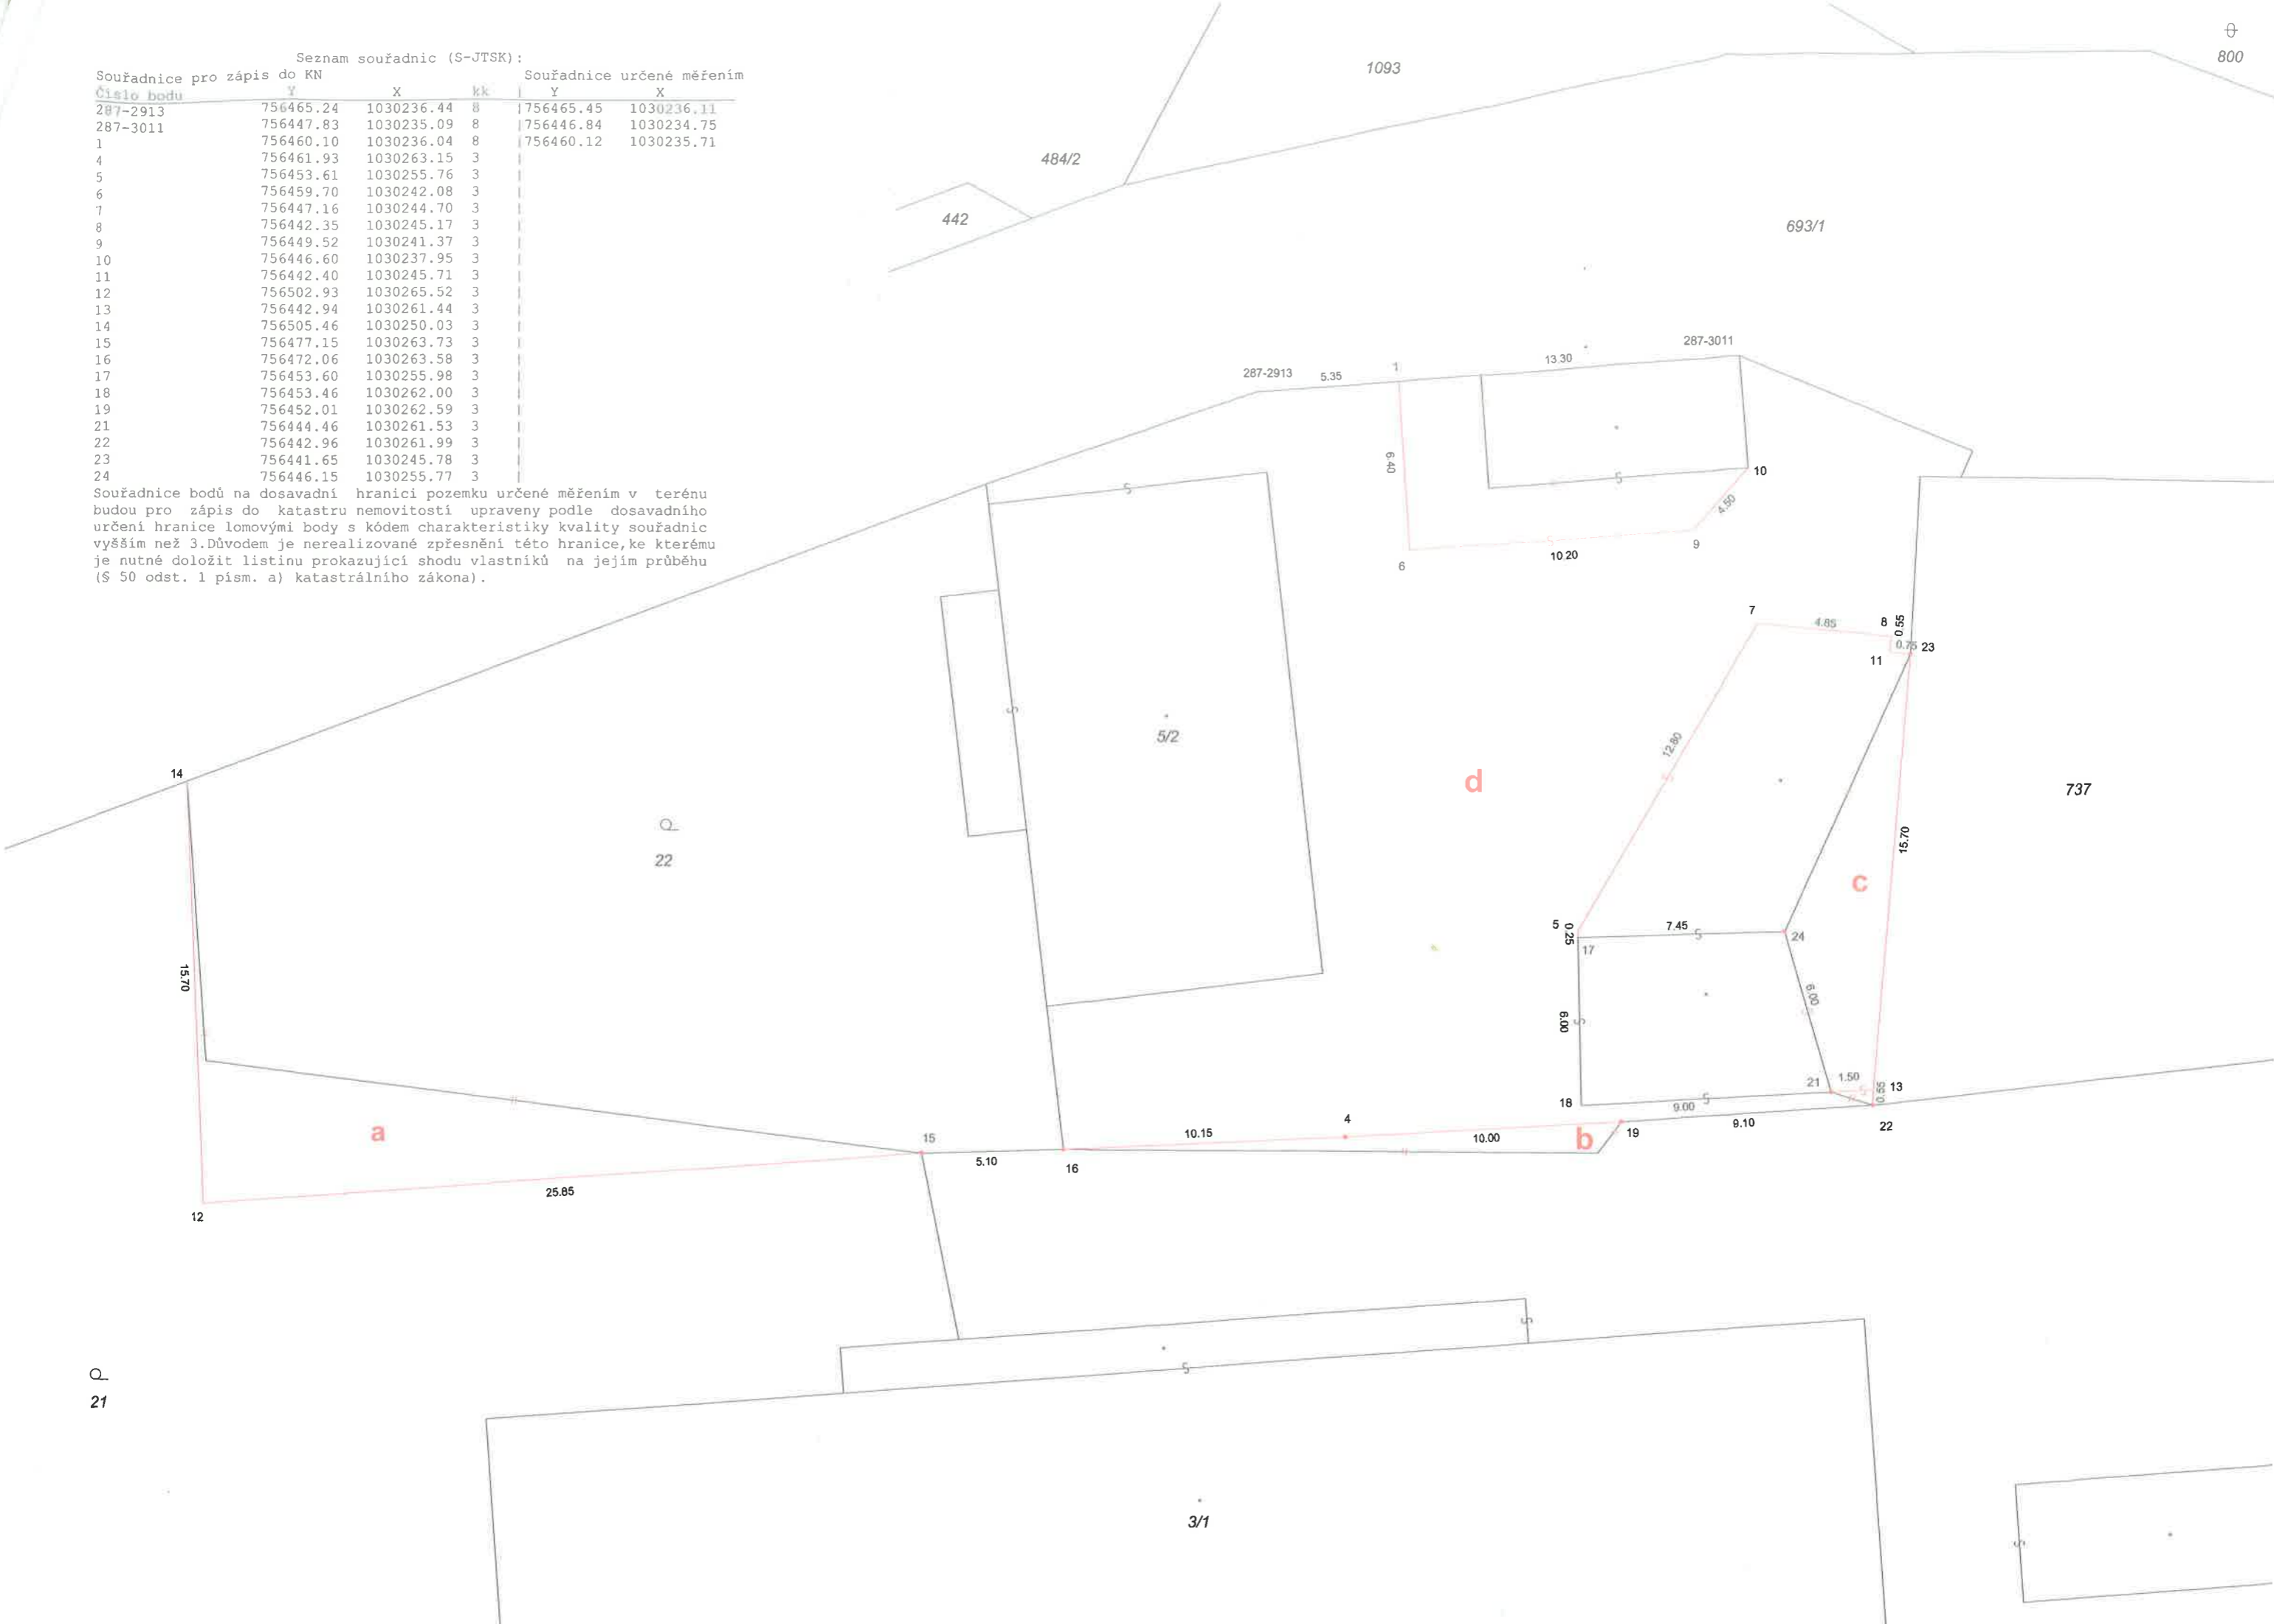 Seznam souřadnic (S-JTSK):
Souřadnice pro zápis do KN Souřadnice určené měřením
Číslo bodu Y X kk | Y X
287-2913 756465.24 1030236.44 8 |756465.45 1030236.11
287-3011 756447.83 1030235.09 8 |756446.84 1030234.75
1 756460.10 1030236.04 8 |756460.12 1030235.71
4 756461.93 1030263.15 3 |
5 756453.61 1030255.76 3 |
6 756459.70 1030242.08 3 |
7 756447.16 1030244.70 3 |
8 756442.35 1030245.17 3 |
9 756449.52 1030241.37 3 |
10 756446.60 1030237.95 3 |
11 756442.40 1030245.71 3 |
12 756502.93 1030265.52 3 |
13 756442.94 1030261.44 3 |
14 756505.46 1030250.03 3 |
15 756477.15 1030263.73 3 |
16 756472.06 1030263.58 3 |
17 756453.60 1030255.98 3 |
18 756453.46 1030262.00 3 |
19 756452.01 1030262.59 3 |
21 756444.46 1030261.53 3 |
22 756442.96 1030261.99 3 |
23 756441.65 1030245.78 3 |
24 756446.15 1030255.77 3 |
Souřadnice bodů na dosavadní hranici pozemku určené měřením v terénu
budou pro zápis do katastru nemovitostí upraveny podle dosavadního
určení hranice lomovými body s kódem charakteristiky kvality souřadnic
vyšším než 3.Důvodem je nerealizované zpřesnění této hranice,ke kterému
je nutné doložit listinu prokazující shodu vlastníků na jejím průběhu
(§ 50 odst. 1 písm. a) katastrálního zákona).
800
1093
484/2
442
693/1
287-3011
13.30
1
287-2913 5.35
6.40
10
4.50
9
10.20
6
7
4.85
8
0.55
0.75 23
11
12.80
5/2
14
d
737
Q
22
15.70
c
5
0.25
7.45
24
17
15.70
6.00
6.00
21
1.50
0.55
13
18
9.00
4
9.10
22
10.15
10.00
b
19
a
15
5.10
16
25.85
12
Q
21
3/1